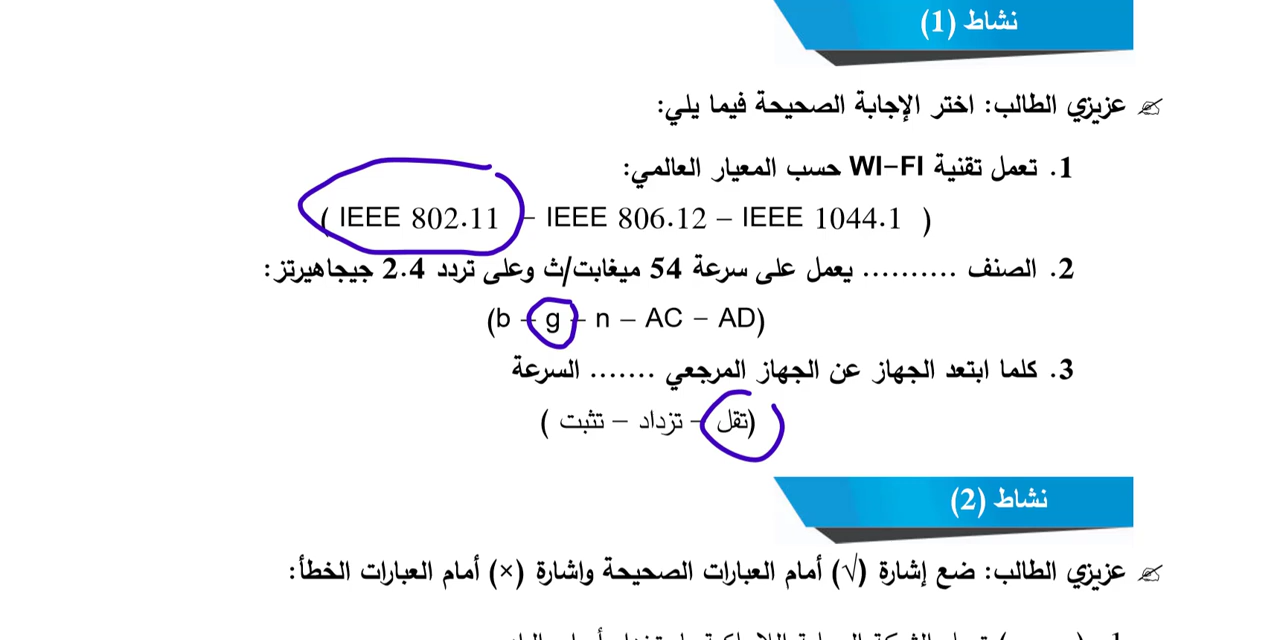 نشاط (1)
عزيزي الطالب: اختر الإجابة الصحيحة فيما يلي:
1. تعمل تقنية WI-FI حسب المعيار العالمي:
( IEEE 802.11 – IEEE 806.12 – IEEE 1044.1 )
2. الصنف .......... يعمل على سرعة 54 ميغابت/ث وعلى تردد 2.4 جيجاهيرتز:
(b – g – n – AC – AD)
3. كلما ابتعد الجهاز عن الجهاز المرجعي ....... السرعة
(تقل – تزداد – تثبت )
نشاط (2)
عزيزي الطالب: ضع إشارة (√) أمام العبارات الصحيحة واشارة (×) أمام العبارات الخطأ: